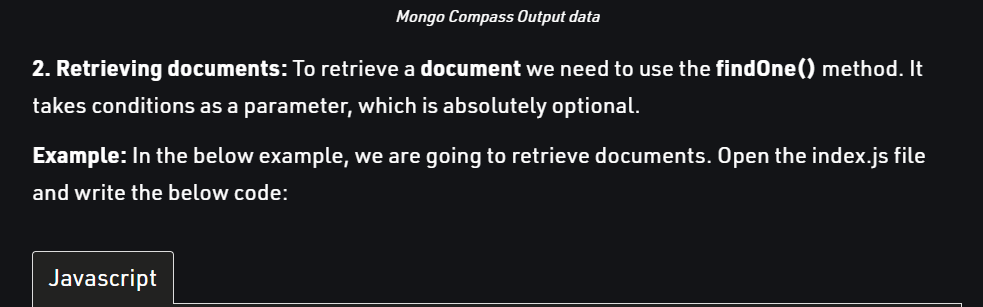 Mongo Compass Output data
2. Retrieving documents: To retrieve a document we need to use the findOne() method. It
takes conditions as a parameter, which is absolutely optional.
Example: In the below example, we are going to retrieve documents. Open the index.js file
and write the below code:
Javascript